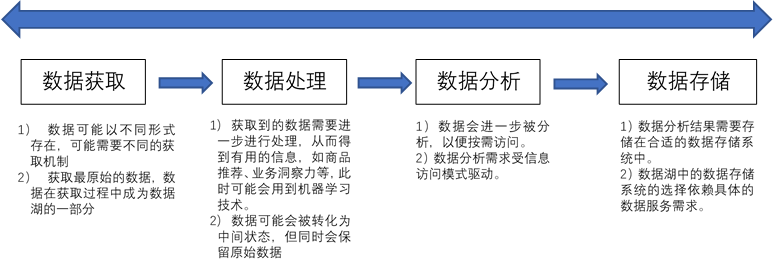 数据获取
数据处理
数据分析
数据存储
1） 数据可能以不同形式
存在，可能需要不同的获
取机制
2） 获取最原始的数据，数
据在获取过程中成为数据
湖的一部分
1） 获取到的数据需要进
一步进行处理，从而得
到有用的信息，如商品
推荐、业务洞察力等，此
时可能会用到机器学习
技术。
2） 数据可能会被转化为
中间状态，但同时会保
留原始数据
1）数据会进一步被分
析，以便按需访问。
2）数据分析需求受信息
访问模式驱动。
1）数据分析结果需要存
储在合适的数据存储系
统中。
2）数据湖中的数据存储
系统的选择依赖具体的
数据服务需求。